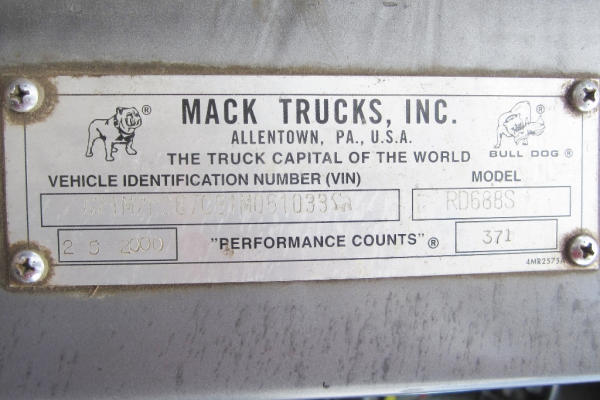 MACK TRUCKS, INC.
ALLENTOWN, PA., U.S.A.
THE TRUCK CAPITAL OF THE WORLD
BULL DOG ®
VEHICLE IDENTIFICATION NUMBER (VIN)
MODEL
RD688S
2 5 2000
"PERFORMANCE COUNTS"®
371